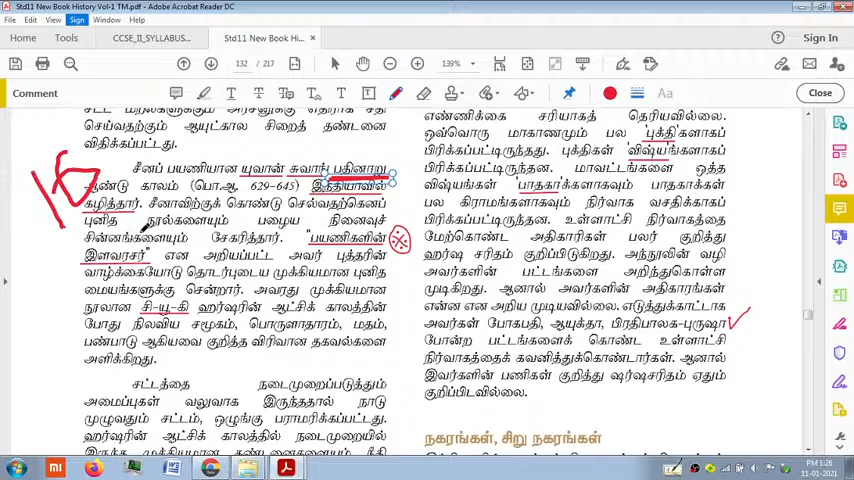 Std11 New Book History Vol-1 TM.pdf - Adobe Acrobat Reader DC
File Edit View Sign Window Help
Home Tools CCSE_II_SYLLABUS... Std11 New Book Hi... × Sign In
132 / 217 139%
Comment Close
செய்வதற்கும் ஆயுட்கால சிறைத் தண்டனை
விதிக்கப்பட்டது.
சீனப் பயணியான யுவான் சுவாங் பதினாறு
ஆண்டு காலம் (பொ.ஆ. 629-645) இந்தியாவில்
கழித்தார். சீனாவிற்குக் கொண்டு செல்வதற்கெனப்
புனித நூல்களையும் பழைய நினைவுச்
சின்னங்களையும் சேகரித்தார். "பயணிகளின்
இளவரசர்" என அறியப்பட்ட அவர் புத்தரின்
வாழ்க்கையோடு தொடர்புடைய முக்கியமான புனித
மையங்களுக்கு சென்றார். அவரது முக்கியமான
நூலான சி-யூ-கி ஹர்ஷரின் ஆட்சிக் காலத்தின்
போது நிலவிய சமூகம், பொருளாதாரம், மதம்,
பண்பாடு ஆகியவை குறித்த விரிவான தகவல்களை
அளிக்கிறது.
சட்டத்தை நடைமுறைப்படுத்தும்
அமைப்புகள் வலுவாக இருந்ததால் நாடு
முழுவதும் சட்டம், ஒழுங்கு பராமரிக்கப்பட்டது.
ஹர்ஷரின் ஆட்சிக் காலத்தில் நடைமுறையில்
16
எண்ணிக்கை சரியாகத் தெரியவில்லை.
ஒவ்வொரு மாகாணமும் பல 'புக்தி'களாகப்
பிரிக்கப்பட்டிருந்தது. புக்திகள் 'விஷ்ய'ங்களாகப்
பிரிக்கப்பட்டிருந்தன. மாவட்டங்களை ஒத்த
விஷ்யங்கள் 'பாதகா'க்களாகவும் பாதகாக்கள்
பல கிராமங்களாகவும் நிர்வாக வசதிக்காகப்
பிரிக்கப்பட்டிருந்தன. உள்ளாட்சி நிர்வாகத்தை
மேற்கொண்ட அதிகாரிகள் பலர் குறித்து
ஹர்ஷ சரிதம் குறிப்பிடுகிறது. அந்நூலின் வழி
அவர்களின் பட்டங்களை அறிந்துகொள்ள
முடிகிறது. ஆனால் அவர்களின் அதிகாரங்கள்
என்ன என அறிய முடியவில்லை. எடுத்துக்காட்டாக
அவர்கள் போகபதி, ஆயுக்தா, பிரதிபாலக-புருஷா
போன்ற பட்டங்களைக் கொண்ட உள்ளாட்சி
நிர்வாகத்தைக் கவனித்துக்கொண்டார்கள். ஆனால்
இவர்களின் பணிகள் குறித்து ஷர்ஷசரிதம் ஏதும்
குறிப்பிடவில்லை.
நகரங்கள், சிறு நகரங்கள்
PM 1:26
11-01-2021